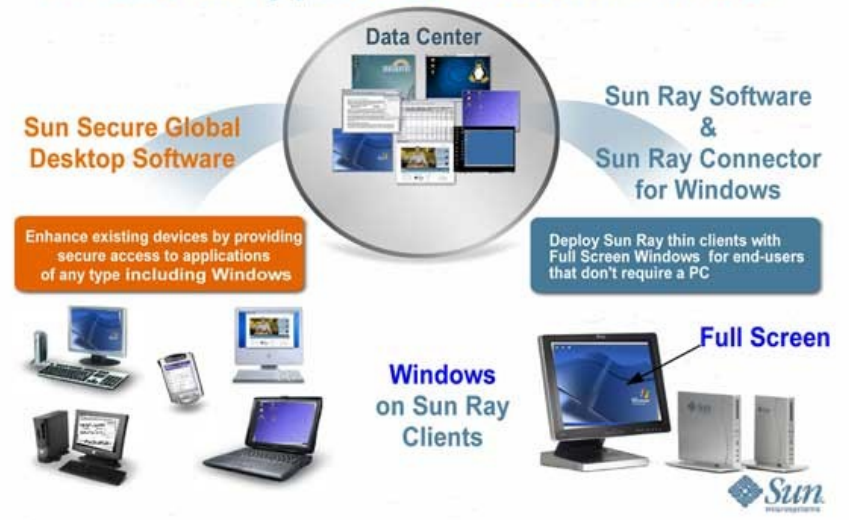 Data Center
Sun Secure Global
Desktop Software
Sun Ray Software
&
Sun Ray Connector
for Windows
Enhance existing devices by providing
secure access to applications
of any type including Windows
Deploy Sun Ray thin clients with
Full Screen Windows for end-users
that don't require a PC
Windows
on Sun Ray
Clients
Full Screen
Sun
Sun
microsystems